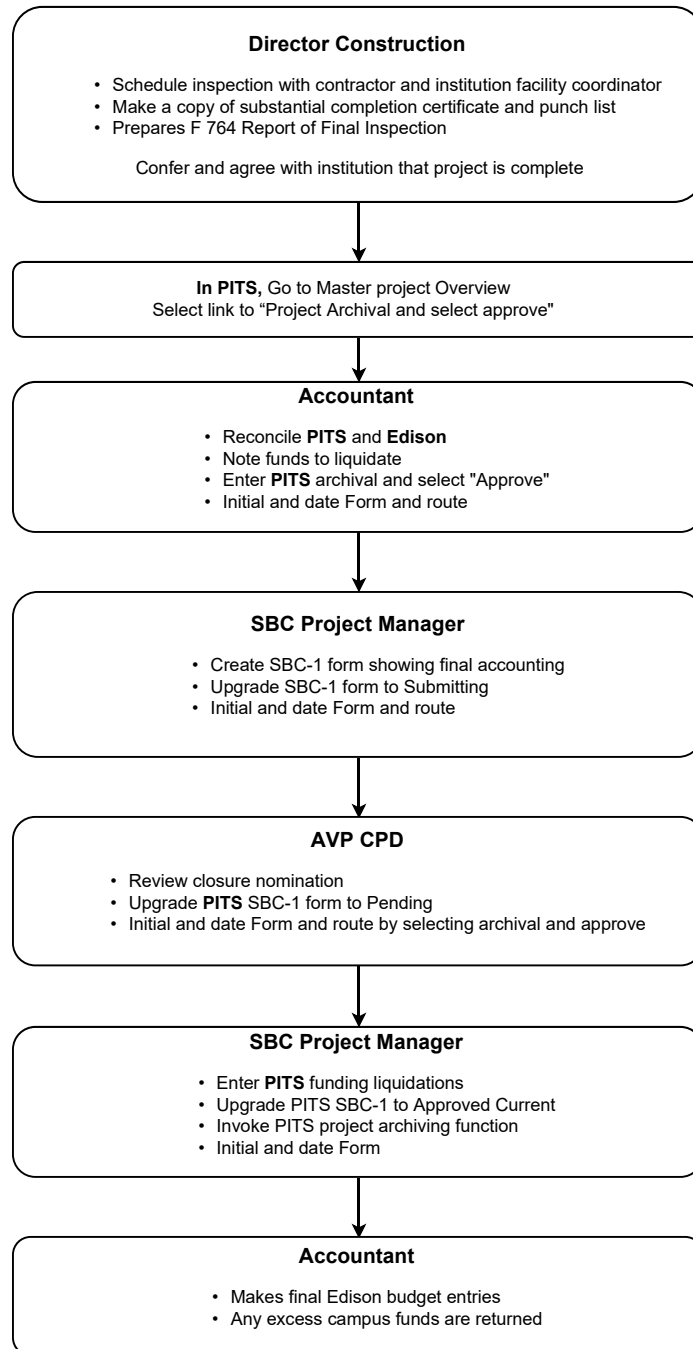 Director Construction
• Schedule inspection with contractor and institution facility coordinator
• Make a copy of substantial completion certificate and punch list
• Prepares F 764 Report of Final Inspection
Confer and agree with institution that project is complete
In PITS, Go to Master project Overview
Select link to “Project Archival and select approve"
Accountant
• Reconcile PITS and Edison
• Note funds to liquidate
• Enter PITS archival and select "Approve"
• Initial and date Form and route
SBC Project Manager
• Create SBC-1 form showing final accounting
• Upgrade SBC-1 form to Submitting
• Initial and date Form and route
AVP CPD
• Review closure nomination
• Upgrade PITS SBC-1 form to Pending
• Initial and date Form and route by selecting archival and approve
SBC Project Manager
• Enter PITS funding liquidations
• Upgrade PITS SBC-1 to Approved Current
• Invoke PITS project archiving function
• Initial and date Form
Accountant
• Makes final Edison budget entries
• Any excess campus funds are returned